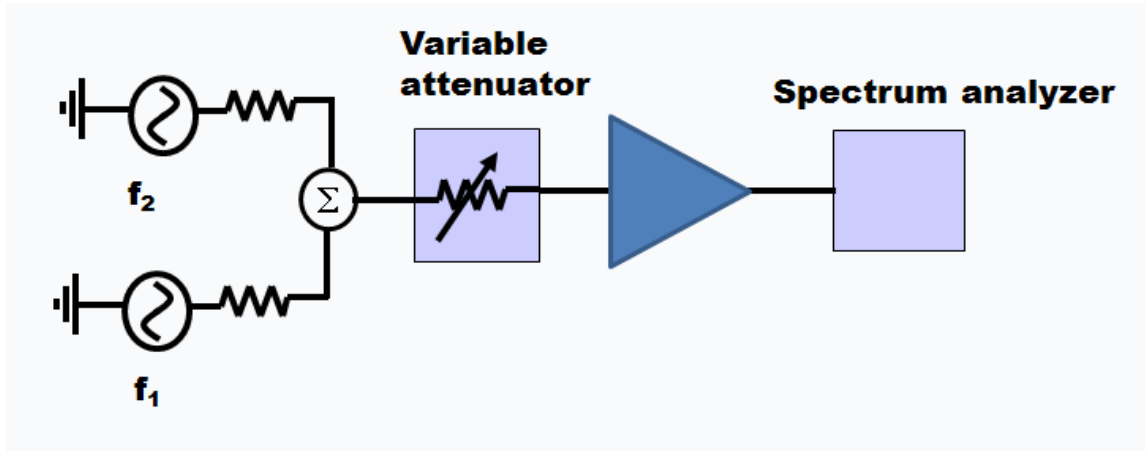 Variable
attenuator
Spectrum analyzer
f₂
Σ
f₁